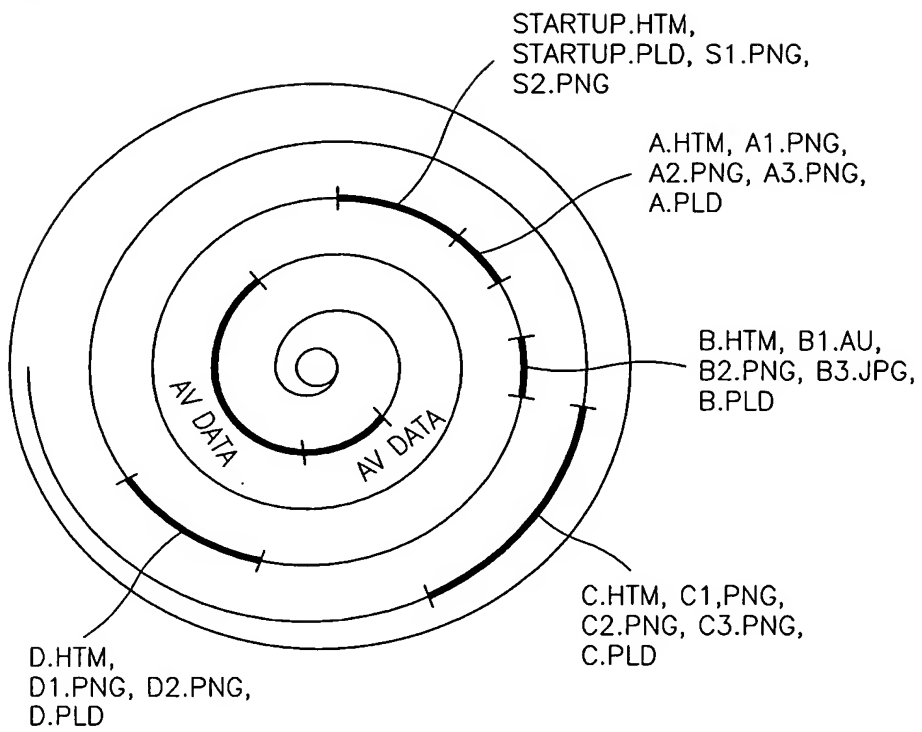 STARTUP.HTM,
STARTUP.PLD, S1.PNG,
S2.PNG
A.HTM, A1.PNG,
A2.PNG, A3.PNG,
A.PLD
B.HTM, B1.AU,
B2.PNG, B3.JPG,
B.PLD
AV DATA
AV DATA
C.HTM, C1,PNG,
C2.PNG, C3.PNG,
C.PLD
D.HTM,
D1.PNG, D2.PNG,
D.PLD